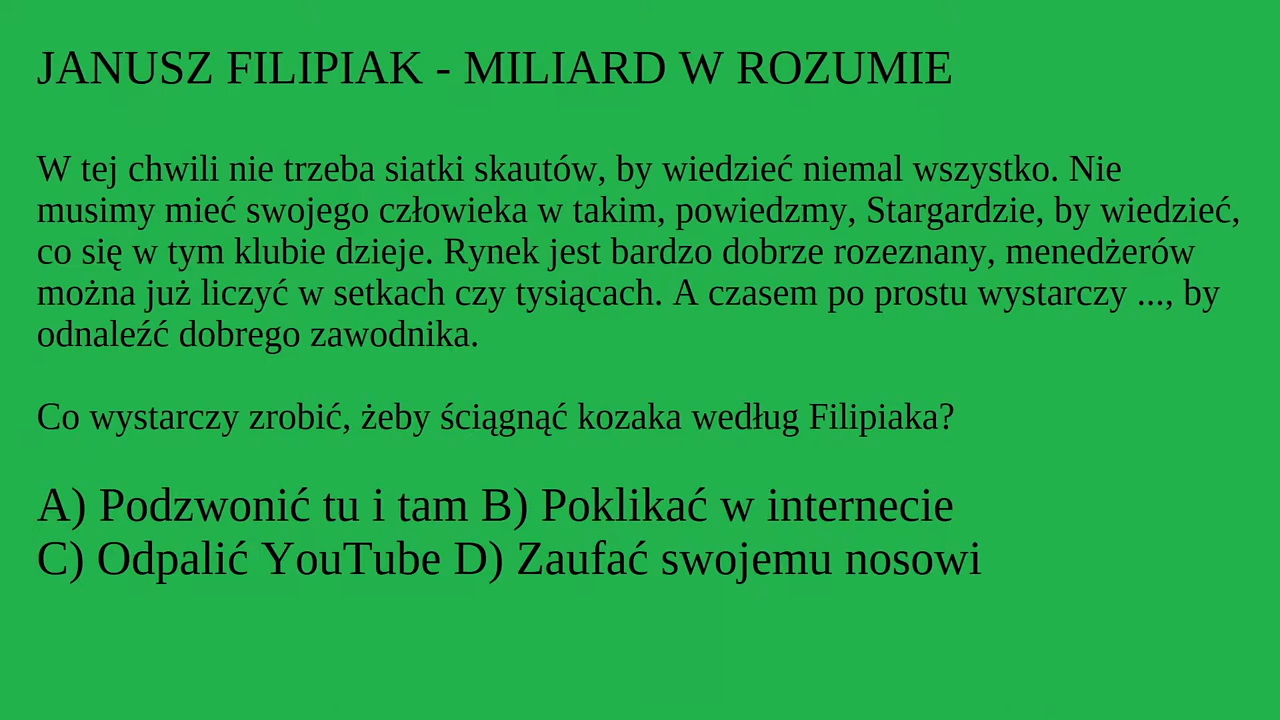 JANUSZ FILIPIAK - MILIARD W ROZUMIE
W tej chwili nie trzeba siatki skautów, by wiedzieć niemal wszystko. Nie
musimy mieć swojego człowieka w takim, powiedzmy, Stargardzie, by wiedzieć,
co się w tym klubie dzieje. Rynek jest bardzo dobrze rozeznany, menedżerów
można już liczyć w setkach czy tysiącach. A czasem po prostu wystarczy ..., by
odnaleźć dobrego zawodnika.
Co wystarczy zrobić, żeby ściągnąć kozaka według Filipiaka?
A) Podzwonić tu i tam B) Poklikać w internecie
C) Odpalić YouTube D) Zaufać swojemu nosowi